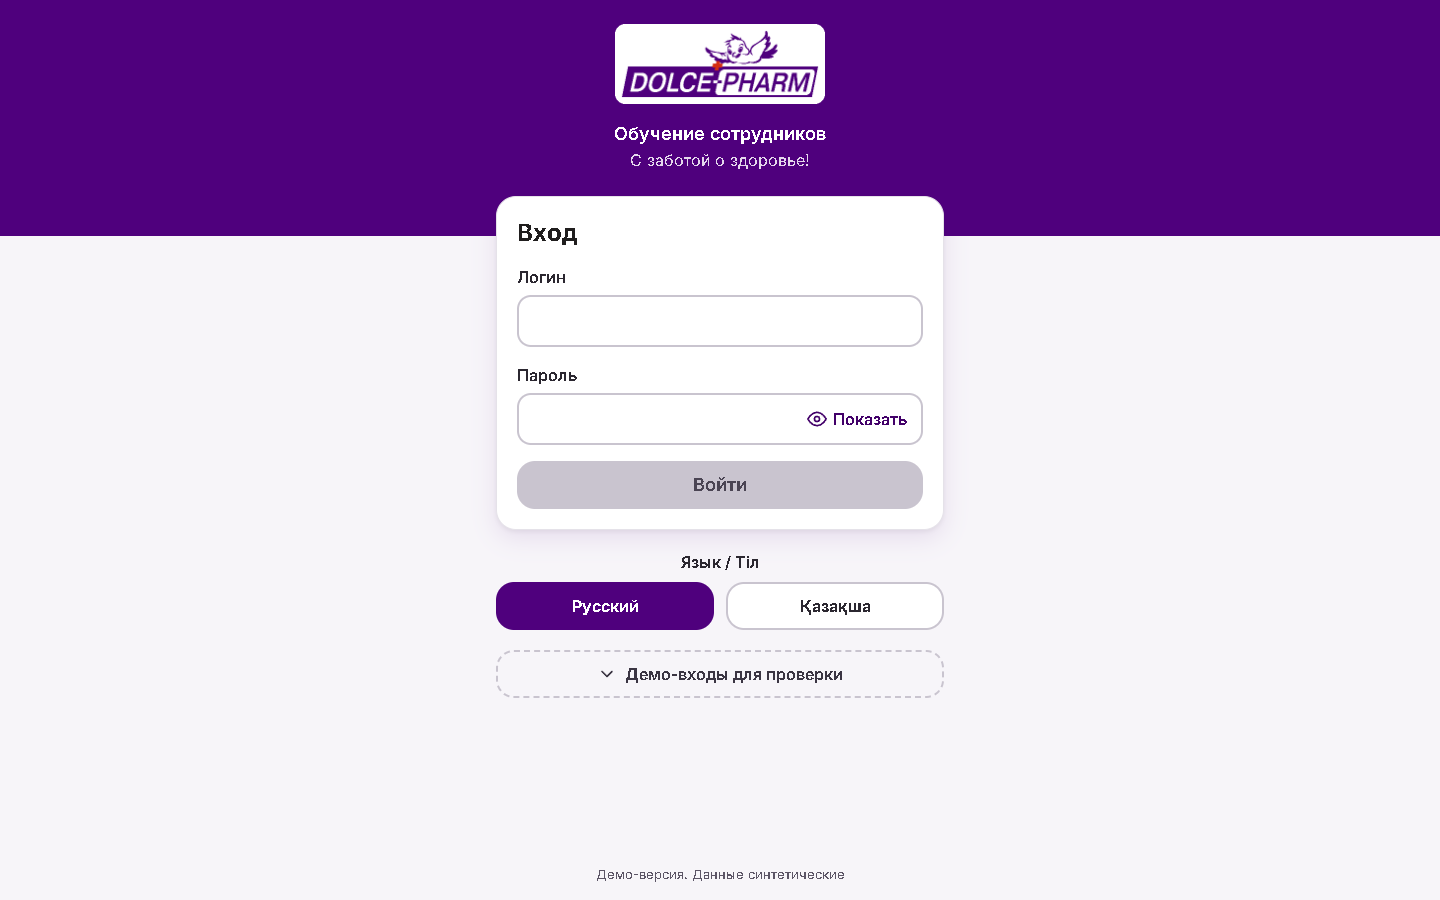 DOLCE-PHARM
Обучение сотрудников
С заботой о здоровье!
Вход
Логин
Пароль
Показать
Войти
Язык / Тіл
Русский
Қазақша
Демо-входы для проверки
Демо-версия. Данные синтетические